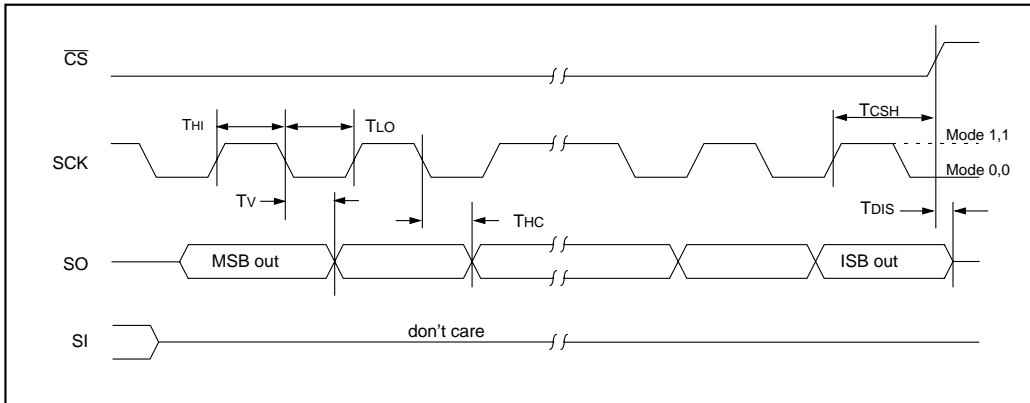 CS
TCSH
THI
TLO
Mode 1,1
SCK
Mode 0,0
TV
THC
TDIS
SO
MSB out
ISB out
don't care
SI